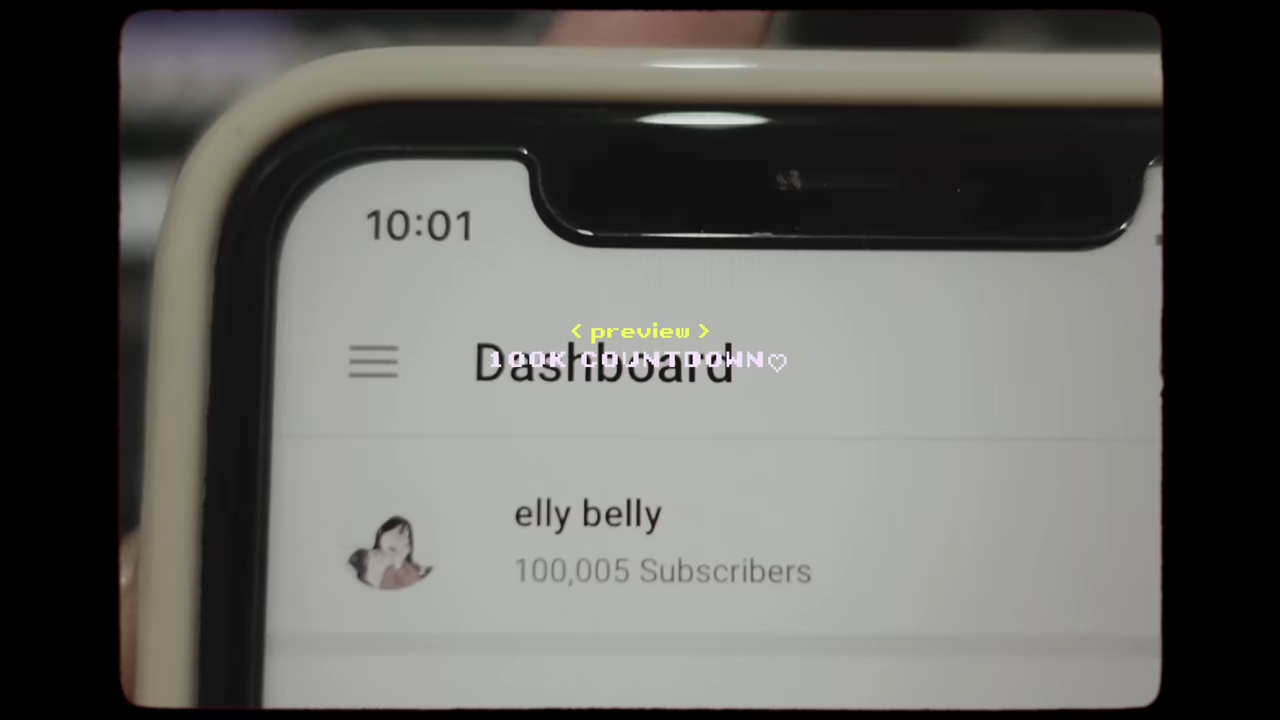 10:01
< preview >
100K COUNTDOWN♡
Dashboard
elly belly
100,005 Subscribers